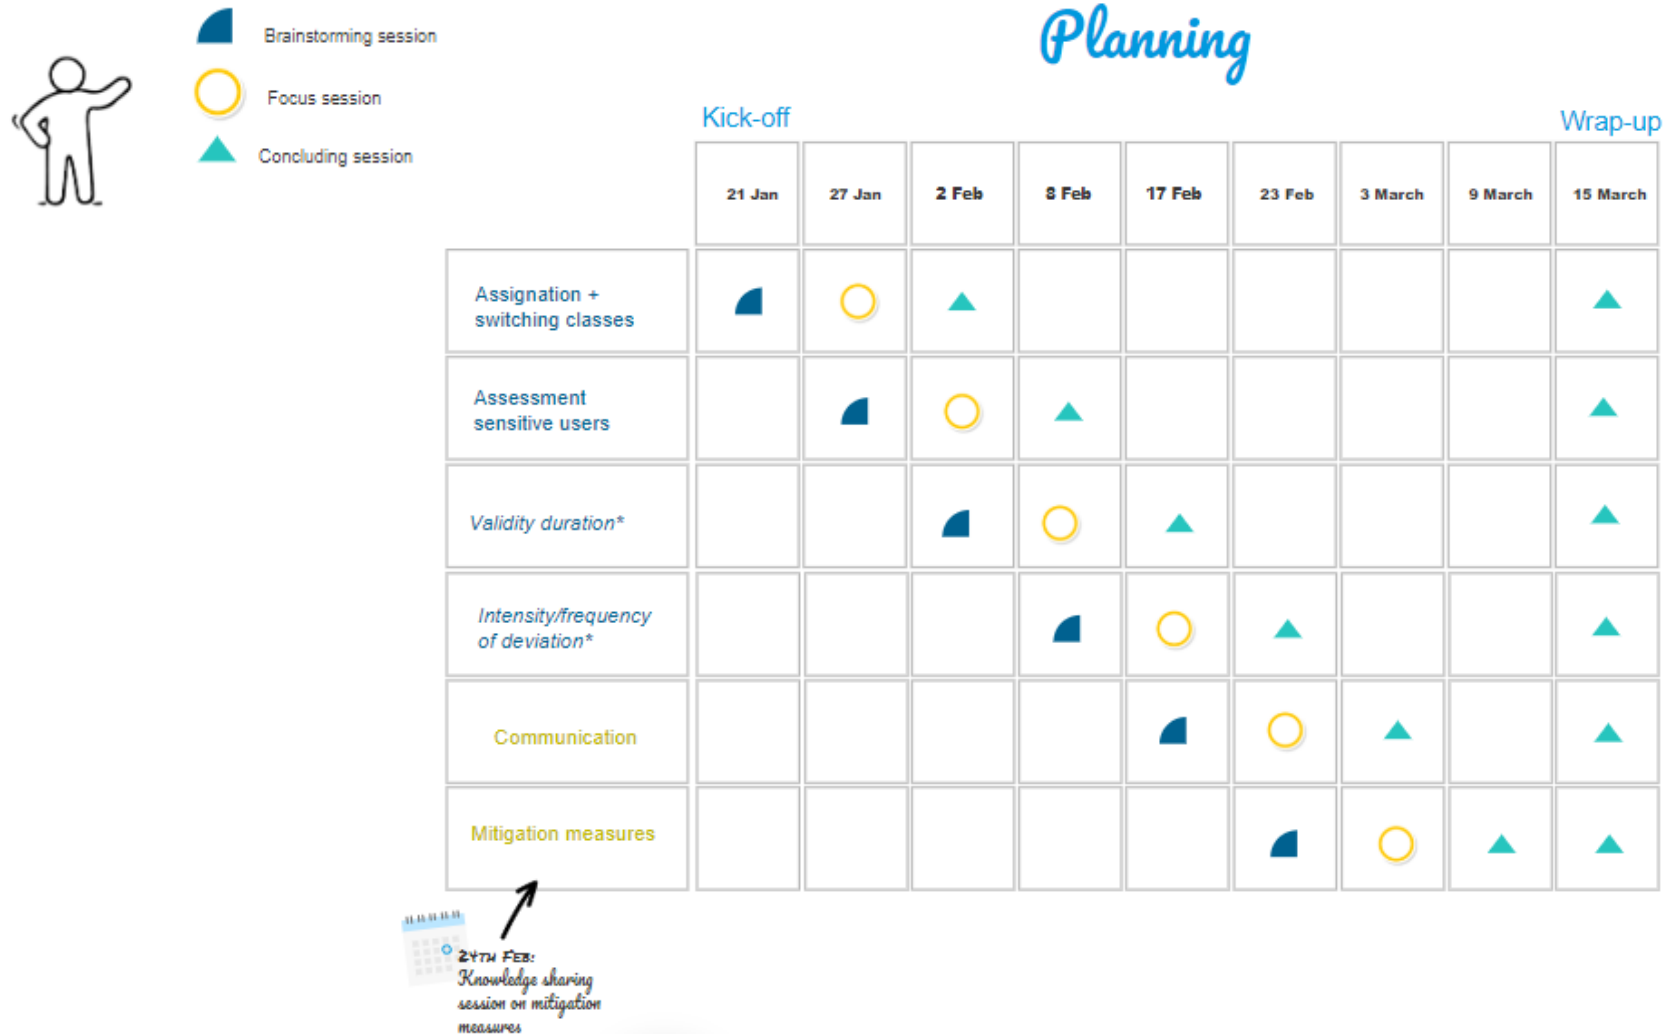 Planning
Brainstorming session
Focus session
Concluding session
Kick-off
Wrap-up
21 Jan
27 Jan
2 Feb
8 Feb
17 Feb
23 Feb
3 March
9 March
15 March
Assignation +
switching classes
Assessment
sensitive users
Validity duration*
Intensity/frequency
of deviation*
Communication
Mitigation measures
24TH FEB:
Knowledge sharing
session on mitigation
measures